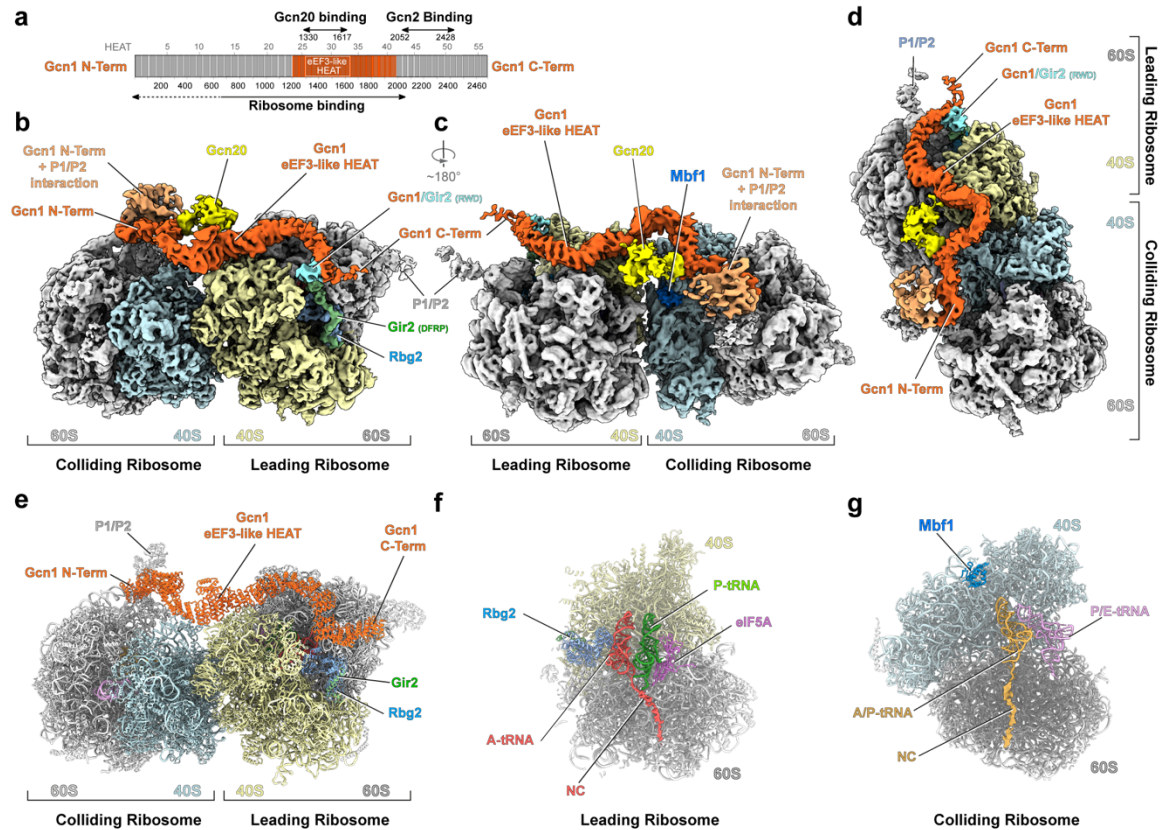 a
Gcn20 binding
Gcn2 Binding
1330 1617 2052 2428
HEAT 5 10 15 20 25 30 35 40 45 50 55
Gcn1 N-Term
eEF3-like
HEAT
Gcn1 C-Term
200 400 600 800 1000 1200 1400 1600 1800 2000 2200 2460
Ribosome binding
b
Gcn1 N-Term
+ P1/P2
interaction
Gcn20
Gcn1
eEF3-like HEAT
Gcn1 N-Term
Gcn1/Gir2 (RWD)
Gcn1 C-Term
P1/P2
Gir2 (DFRP)
Rbg2
60S 40S 40S 60S
Colliding Ribosome Leading Ribosome
c
~180°
Gcn1
eEF3-like HEAT
Gcn20
Mbf1
Gcn1 N-Term
+ P1/P2
interaction
60S 40S 40S 60S
Leading Ribosome Colliding Ribosome
d
P1/P2
Gcn1 C-Term
Gcn1/Gir2 (RWD)
Gcn1
eEF3-like HEAT
Gcn1 N-Term
60S
40S
40S
60S
Leading Ribosome
Colliding Ribosome
e
P1/P2
Gcn1
eEF3-like HEAT
Gcn1
C-Term
Gcn1 N-Term
Gir2
Rbg2
60S 40S 40S 60S
Colliding Ribosome Leading Ribosome
f
40S
P-tRNA
Rbg2
eIF5A
A-tRNA
NC
60S
Leading Ribosome
g
Mbf1
40S
P/E-tRNA
A/P-tRNA
NC
60S
Colliding Ribosome